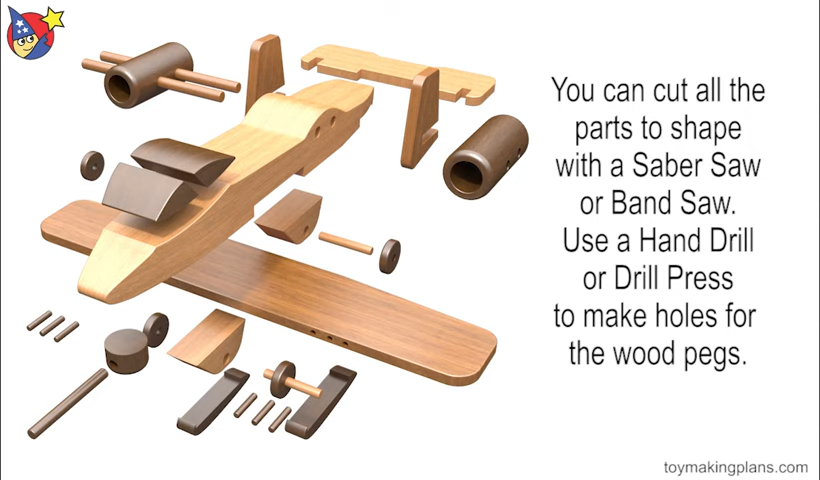 You can cut all the
parts to shape
with a Saber Saw
or Band Saw.
Use a Hand Drill
or Drill Press
to make holes for
the wood pegs.
toymakingplans.com